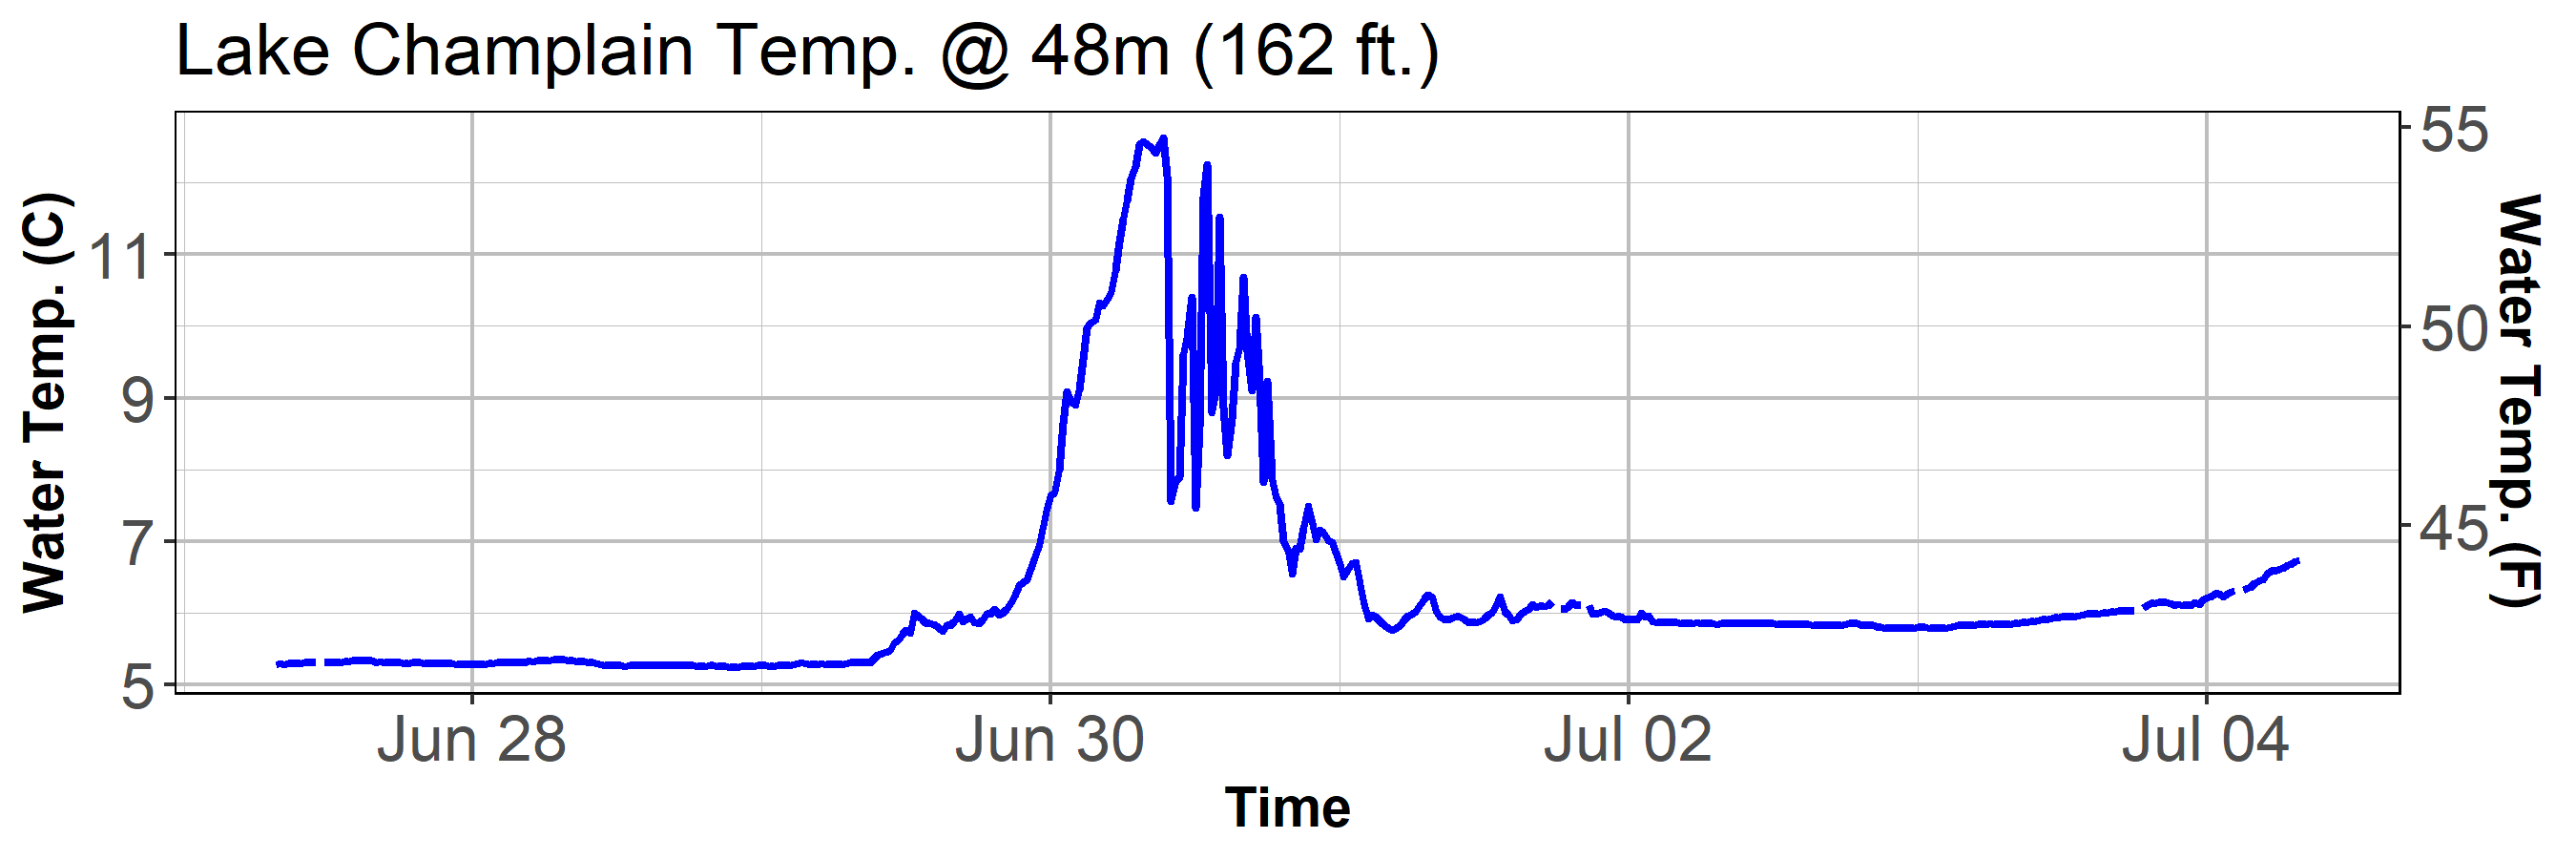 Lake Champlain Temp. @ 48m (162 ft.)
Water Temp. (C)
11
9
7
5
55
50
45
Water Temp. (F)
Jun 28
Jun 30
Jul 02
Jul 04
Time